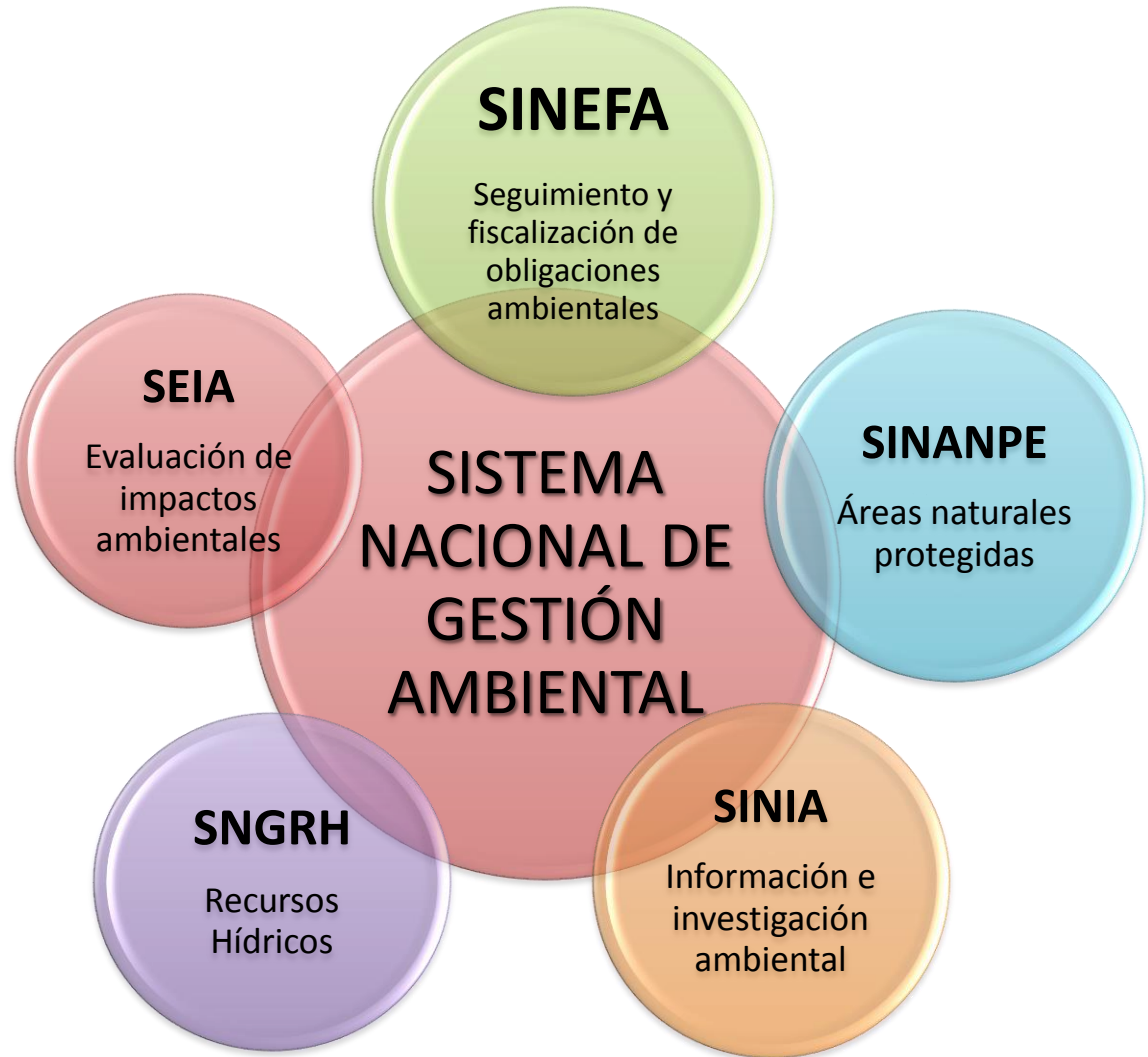 SINEFA
Seguimiento y
fiscalización de
obligaciones
ambientales
SEIA
Evaluación de
impactos
ambientales
SISTEMA
NACIONAL DE
GESTIÓN
AMBIENTAL
SINANPE
Áreas naturales
protegidas
SNGRH
Recursos
Hídricos
SINIA
Información e
investigación
ambiental